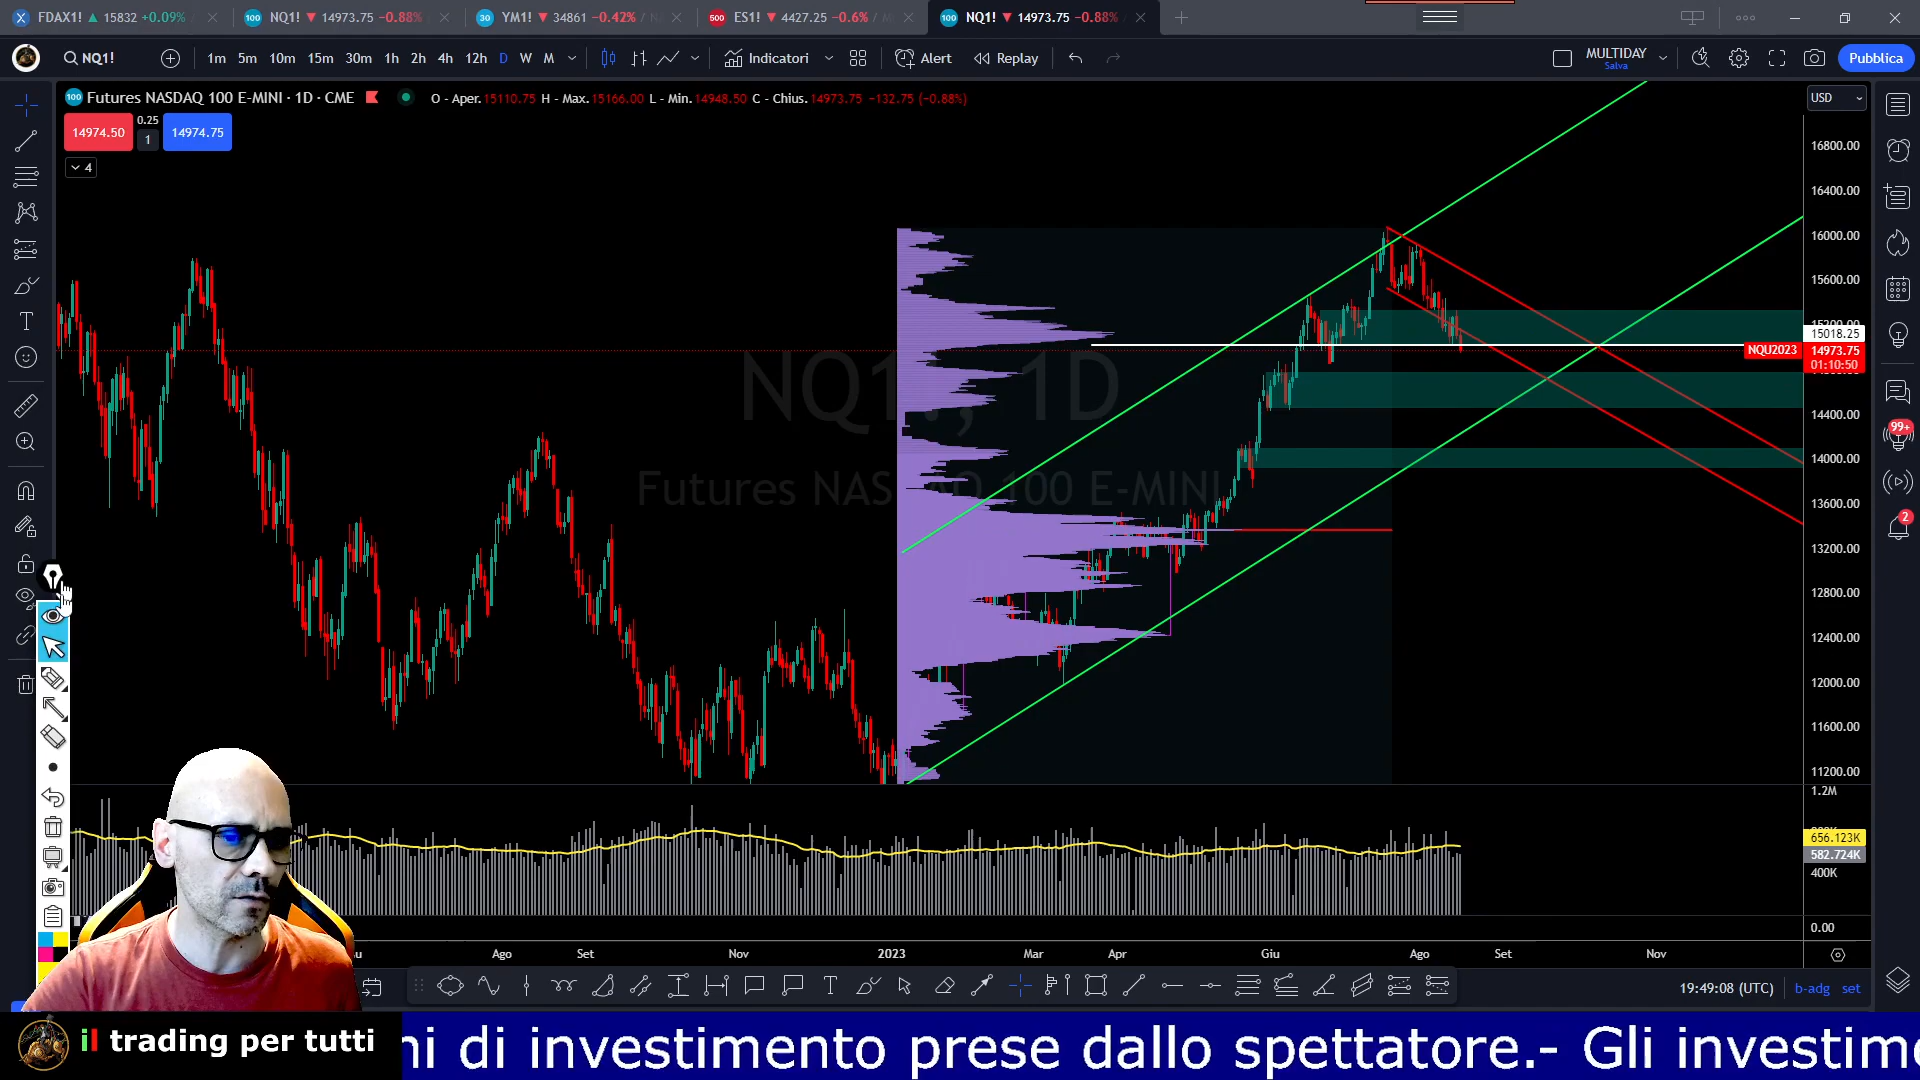 FDAX1! ▲ 15832 +0.09%
NQ1! ▼ 14973.75 −0.88%
YM1! ▼ 34861 −0.42%
ES1! ▼ 4427.25 −0.6%
NQ1! ▼ 14973.75 −0.88%
NQ1!
1m 5m 10m 15m 30m 1h 2h 4h 12h D W M
Indicatori
Alert
Replay
MULTIDAY
Salva
Pubblica
Futures NASDAQ 100 E-MINI · 1D · CME
O - Aper.15110.75 H - Max.15166.00 L - Min.14948.50 C - Chius.14973.75 −132.75 (−0.88%)
USD
14974.50
0.25
1
14974.75
4
16800.00
16400.00
16000.00
15600.00
15018.25
NQU2023
14973.75
01:10:50
14400.00
14000.00
13600.00
13200.00
12800.00
12400.00
12000.00
11600.00
11200.00
NQ1!, 1D
Futures NASDAQ 100 E-MINI
99+
2
1.2M
656.123K
582.724K
400K
0.00
Ago Set Nov 2023 Mar Apr Giu Ago Set Nov
19:49:08 (UTC)
b-adg
set
il trading per tutti
ni di investimento prese dallo spettatore.- Gli investim